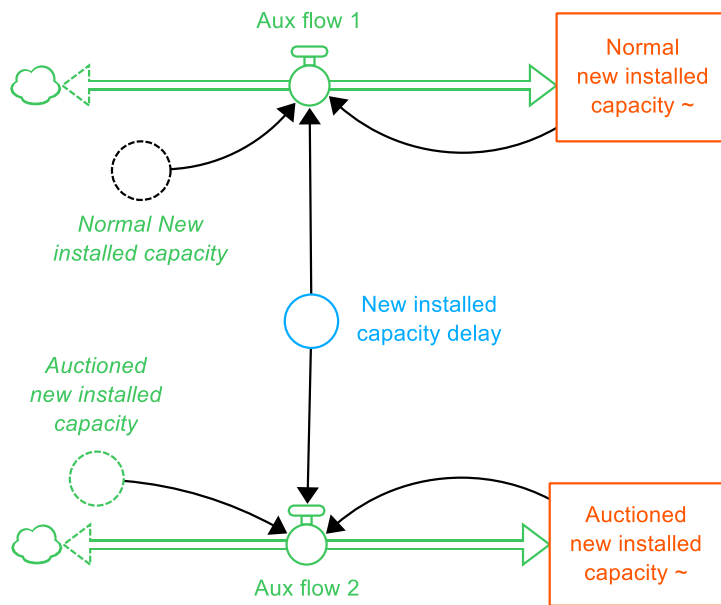 Aux flow 1
Normal
new installed
capacity ~
Normal New
installed capacity
New installed
capacity delay
Auctioned
new installed
capacity
Auctioned
new installed
capacity ~
Aux flow 2